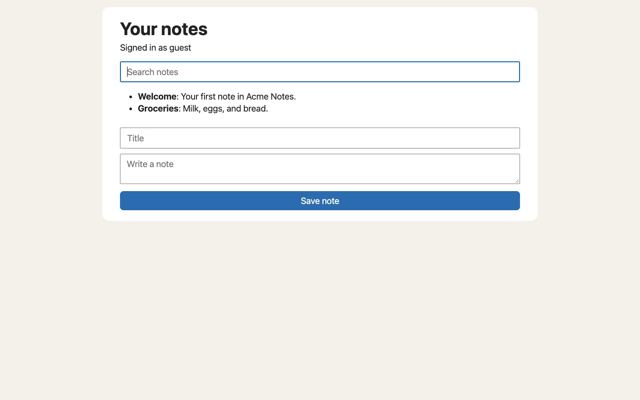 Your notes
Signed in as guest
Search notes
Welcome: Your first note in Acme Notes.
Groceries: Milk, eggs, and bread.
Title
Write a note
Save note